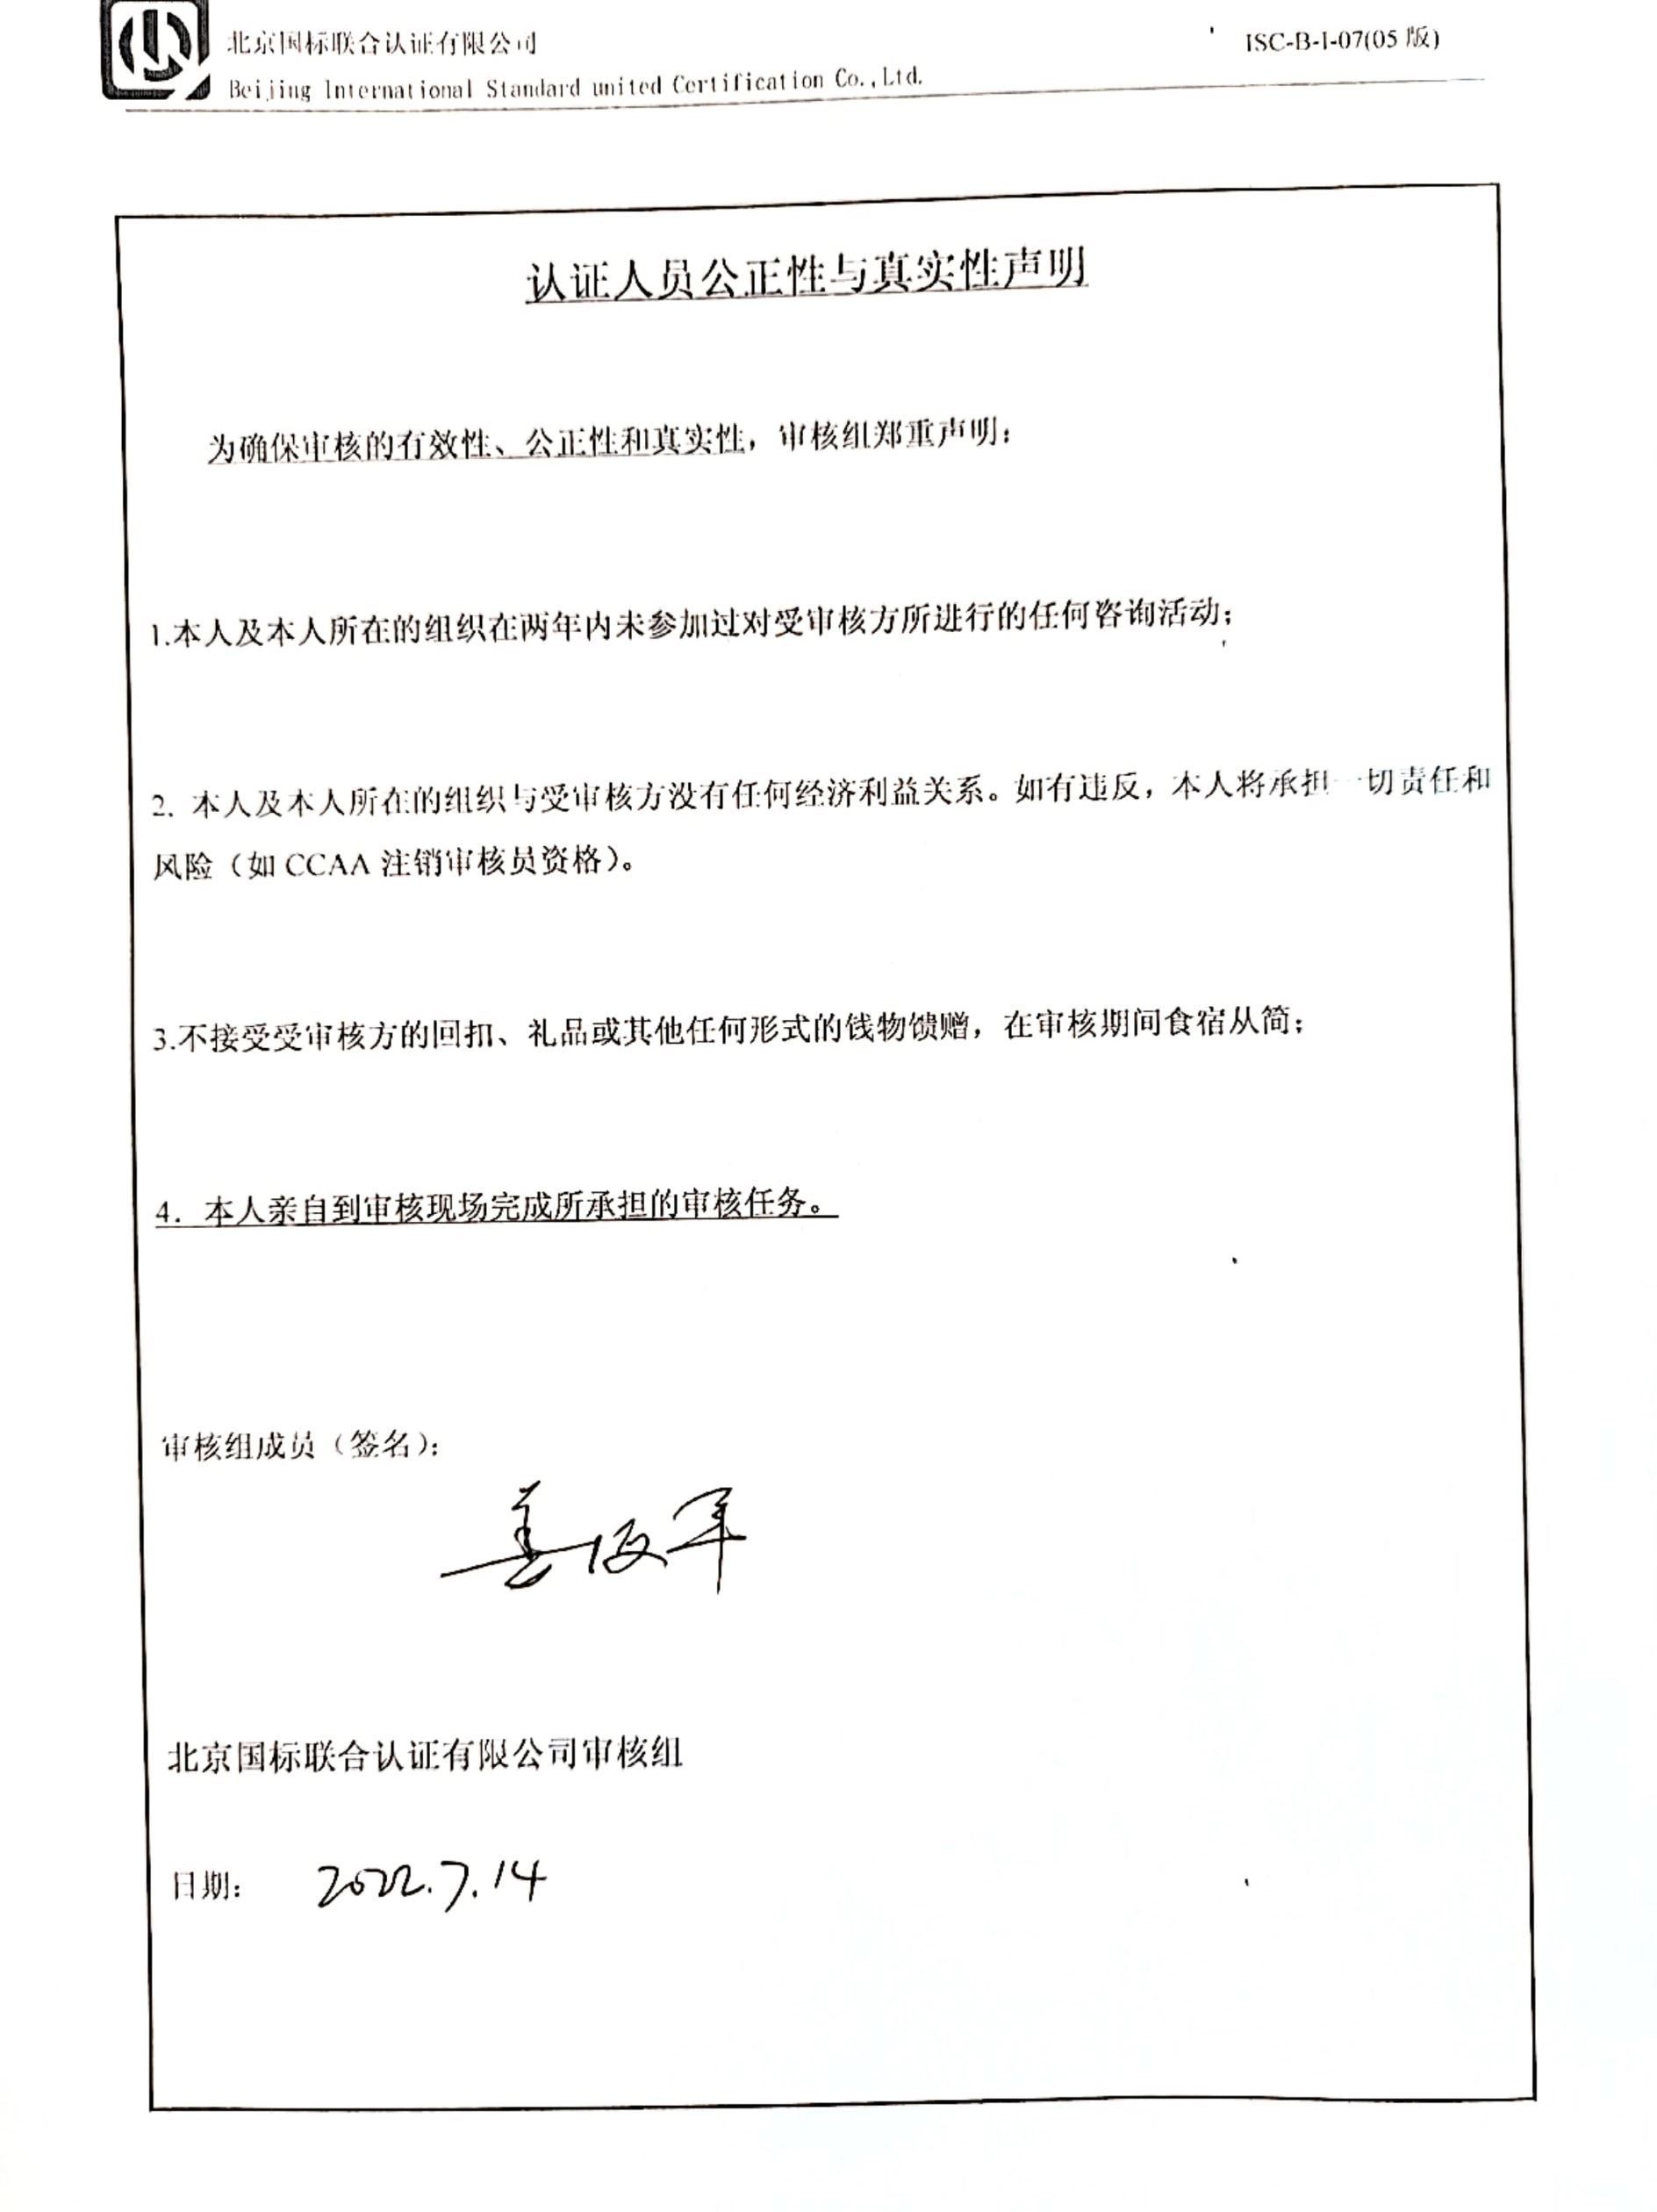 北京国标联合认证有限公司
ISC-B-I-07(05 版)
Beijing International Standard united Certification Co.,Ltd.
认证人员公正性与真实性声明
为确保审核的有效性、公正性和真实性，审核组郑重声明：
1.本人及本人所在的组织在两年内未参加过对受审核方所进行的任何咨询活动；
2. 本人及本人所在的组织与受审核方没有任何经济利益关系。如有违反，本人将承担一切责任和
风险（如 CCAA 注销审核员资格）。
3.不接受受审核方的回扣、礼品或其他任何形式的钱物馈赠，在审核期间食宿从简；
4. 本人亲自到审核现场完成所承担的审核任务。
审核组成员（签名）：
北京国标联合认证有限公司审核组
日期： 2022.7.14